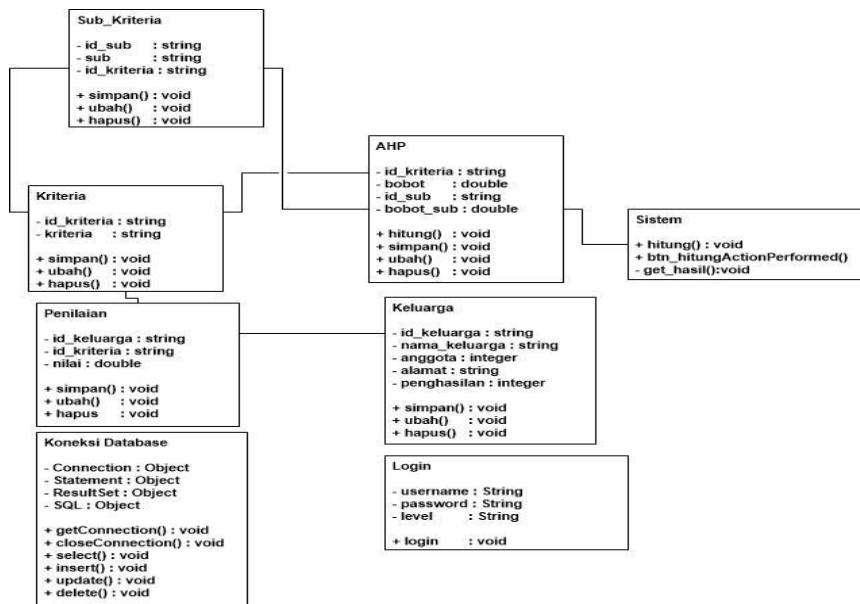 Sub_Kriteria
- id_sub : string
- sub : string
- id_kriteria : string
+ simpan() : void
+ ubah() : void
+ hapus() : void
AHP
- id_kriteria : string
- bobot : double
- id_sub : string
- bobot_sub : double
+ hitung() : void
+ simpan() : void
+ ubah() : void
+ hapus() : void
Kriteria
- id_kriteria : string
- kriteria : string
+ simpan() : void
+ ubah() : void
+ hapus() : void
Sistem
+ hitung() : void
+ btn_hitungActionPerformed()
- get_hasil():void
Penilaian
- id_keluarga : string
- id_kriteria : string
- nilai : double
+ simpan() : void
+ ubah() : void
+ hapus : void
Keluarga
- id_keluarga : string
- nama_keluarga : string
- anggota : integer
- alamat : string
- penghasilan : integer
+ simpan() : void
+ ubah() : void
+ hapus() : void
Koneksi Database
- Connection : Object
- Statement : Object
- ResultSet : Object
- SQL : Object
+ getConnection() : void
+ closeConnection() : void
+ select() : void
+ insert() : void
+ update() : void
+ delete() : void
Login
- username : String
- password : String
- level : String
+ login : void